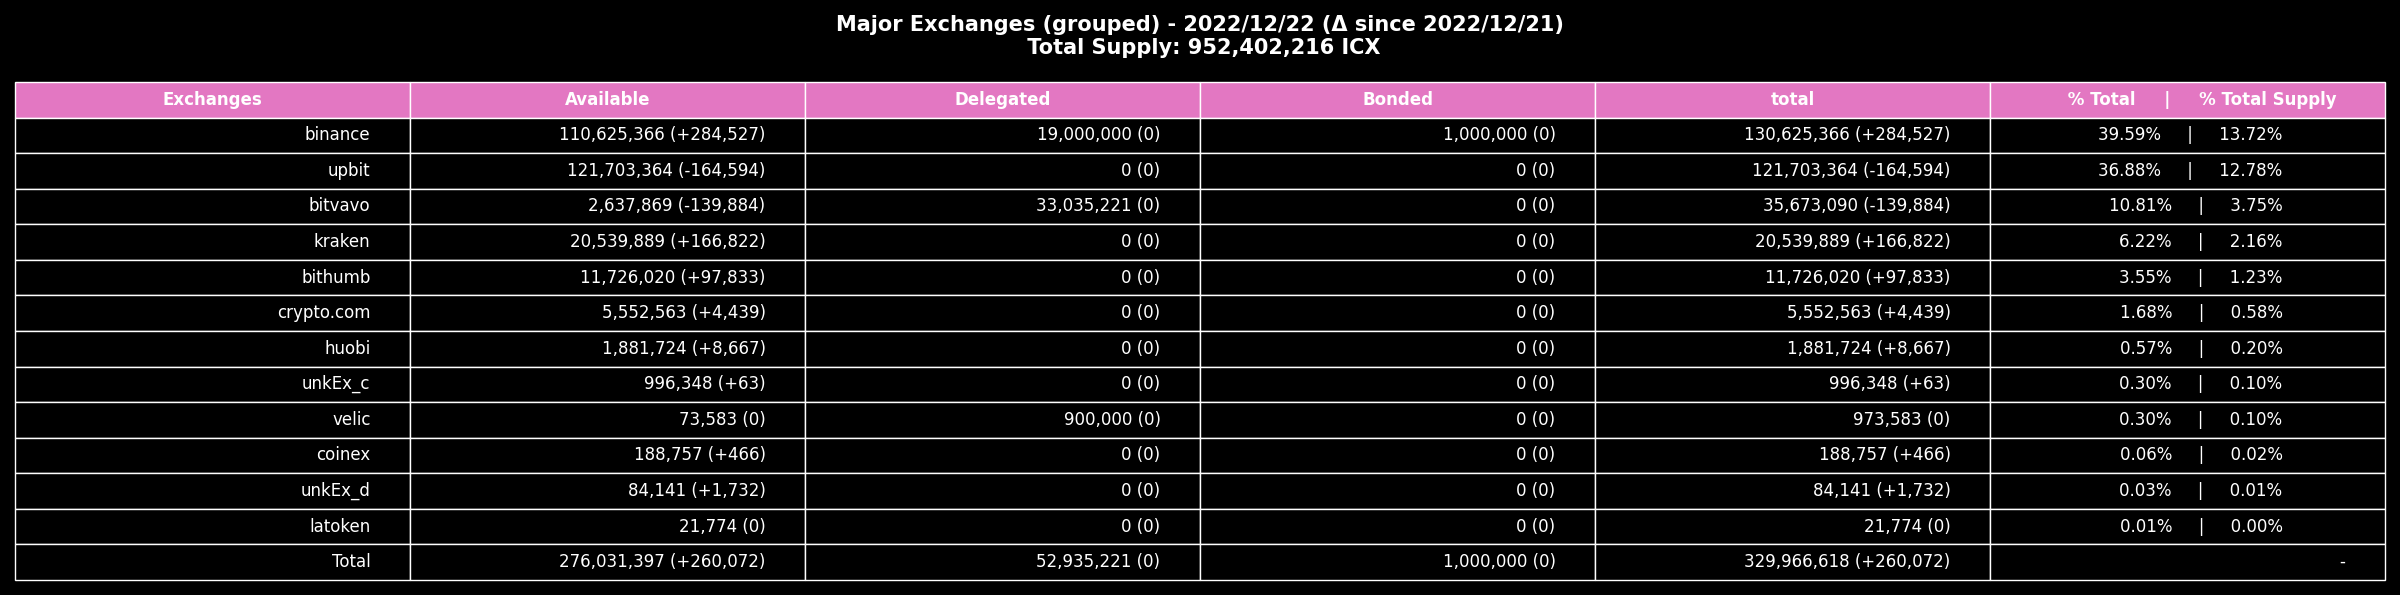 Major Exchanges (grouped) - 2022/12/22 (Δ since 2022/12/21)
Total Supply: 952,402,216 ICX
Exchanges Available Delegated Bonded total % Total | % Total Supply
binance 110,625,366 (+284,527) 19,000,000 (0) 1,000,000 (0) 130,625,366 (+284,527) 39.59% | 13.72%
upbit 121,703,364 (-164,594) 0 (0) 0 (0) 121,703,364 (-164,594) 36.88% | 12.78%
bitvavo 2,637,869 (-139,884) 33,035,221 (0) 0 (0) 35,673,090 (-139,884) 10.81% | 3.75%
kraken 20,539,889 (+166,822) 0 (0) 0 (0) 20,539,889 (+166,822) 6.22% | 2.16%
bithumb 11,726,020 (+97,833) 0 (0) 0 (0) 11,726,020 (+97,833) 3.55% | 1.23%
crypto.com 5,552,563 (+4,439) 0 (0) 0 (0) 5,552,563 (+4,439) 1.68% | 0.58%
huobi 1,881,724 (+8,667) 0 (0) 0 (0) 1,881,724 (+8,667) 0.57% | 0.20%
unkEx_c 996,348 (+63) 0 (0) 0 (0) 996,348 (+63) 0.30% | 0.10%
velic 73,583 (0) 900,000 (0) 0 (0) 973,583 (0) 0.30% | 0.10%
coinex 188,757 (+466) 0 (0) 0 (0) 188,757 (+466) 0.06% | 0.02%
unkEx_d 84,141 (+1,732) 0 (0) 0 (0) 84,141 (+1,732) 0.03% | 0.01%
latoken 21,774 (0) 0 (0) 0 (0) 21,774 (0) 0.01% | 0.00%
Total 276,031,397 (+260,072) 52,935,221 (0) 1,000,000 (0) 329,966,618 (+260,072) -